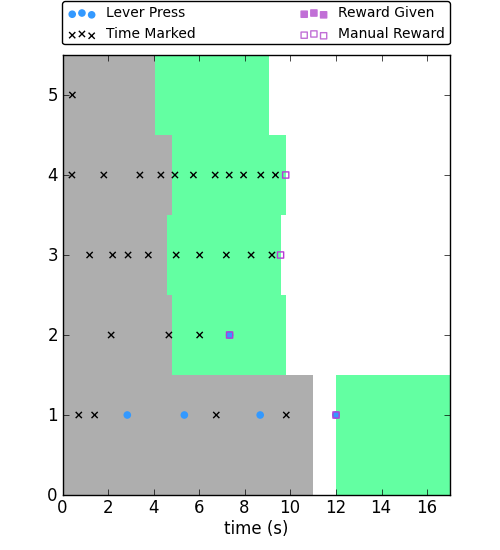 Lever Press
Reward Given
Time Marked
Manual Reward
5
4
3
2
1
0
0 2 4 6 8 10 12 14 16
time (s)